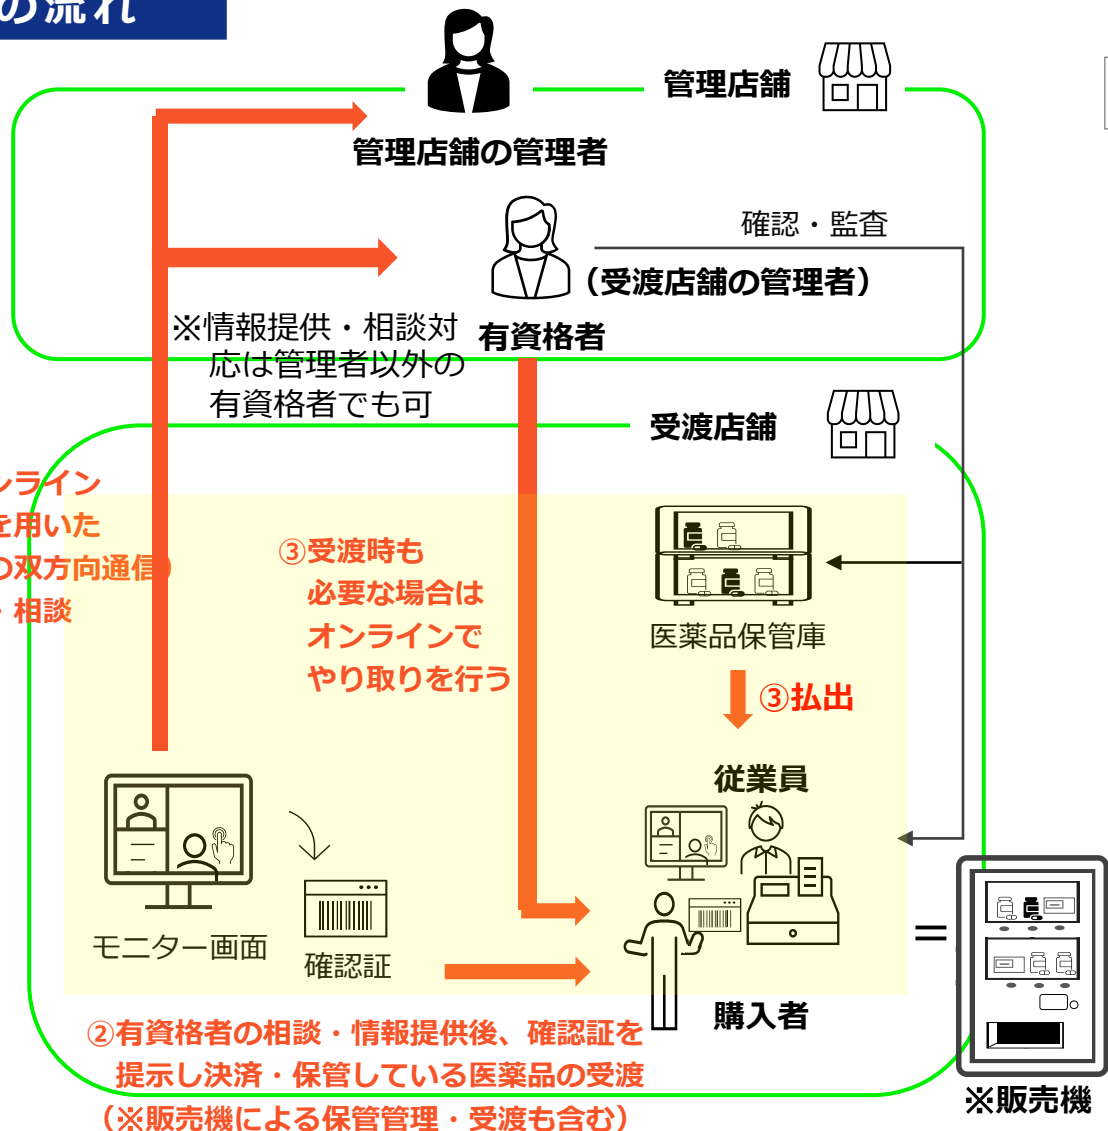 の流れ
管理店舗
管理店舗の管理者
確認・監査
（受渡店舗の管理者）
有資格者
※情報提供・相談対
応は管理者以外の
有資格者でも可
受渡店舗
ンライン
を用いた
の双方向通信）
・相談
③受渡時も
必要な場合は
オンラインで
やり取りを行う
医薬品保管庫
③払出
従業員
モニター画面
確認証
＝
購入者
②有資格者の相談・情報提供後、確認証を
提示し決済・保管している医薬品の受渡
（※販売機による保管管理・受渡も含む）
※販売機